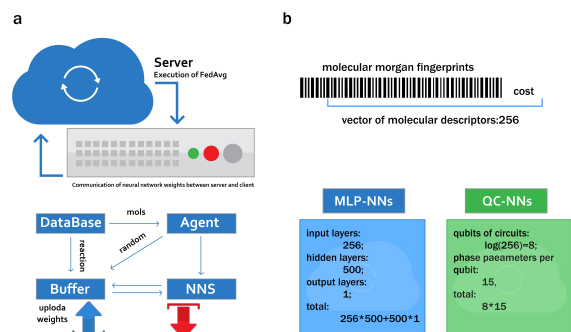 a
Server
Execution of FedAvg
Communication of neural network weights between server and client
DataBase
mols
Agent
reaction
random
Buffer
NNS
uploda
weights
b
molecular morgan fingerprints
cost
vector of molecular descriptors:256
MLP-NNs
input layers:
256;
hidden layers:
500;
output layers:
1;
total:
256*500+500*1
QC-NNs
qubits of circuits:
log(256)=8;
phase paeameters per
qubit:
15,
total:
8*15